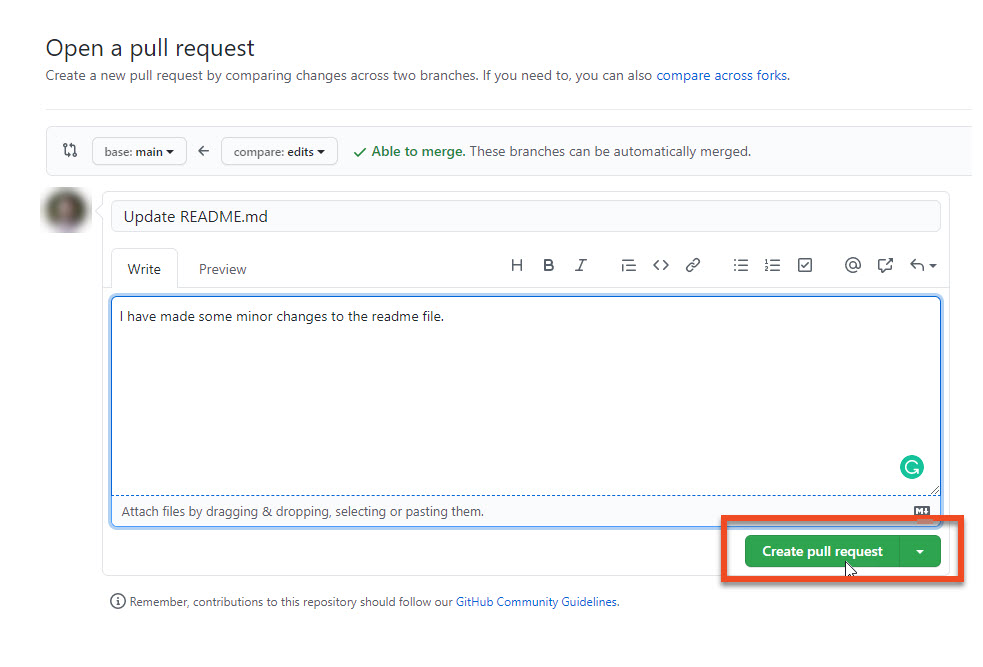 Open a pull request
Create a new pull request by comparing changes across two branches. If you need to, you can also compare across forks.
base: main compare: edits Able to merge. These branches can be automatically merged.
Update README.md
Write Preview H B I @
I have made some minor changes to the readme file.
G
Attach files by dragging & dropping, selecting or pasting them. M
Create pull request
Remember, contributions to this repository should follow our GitHub Community Guidelines.